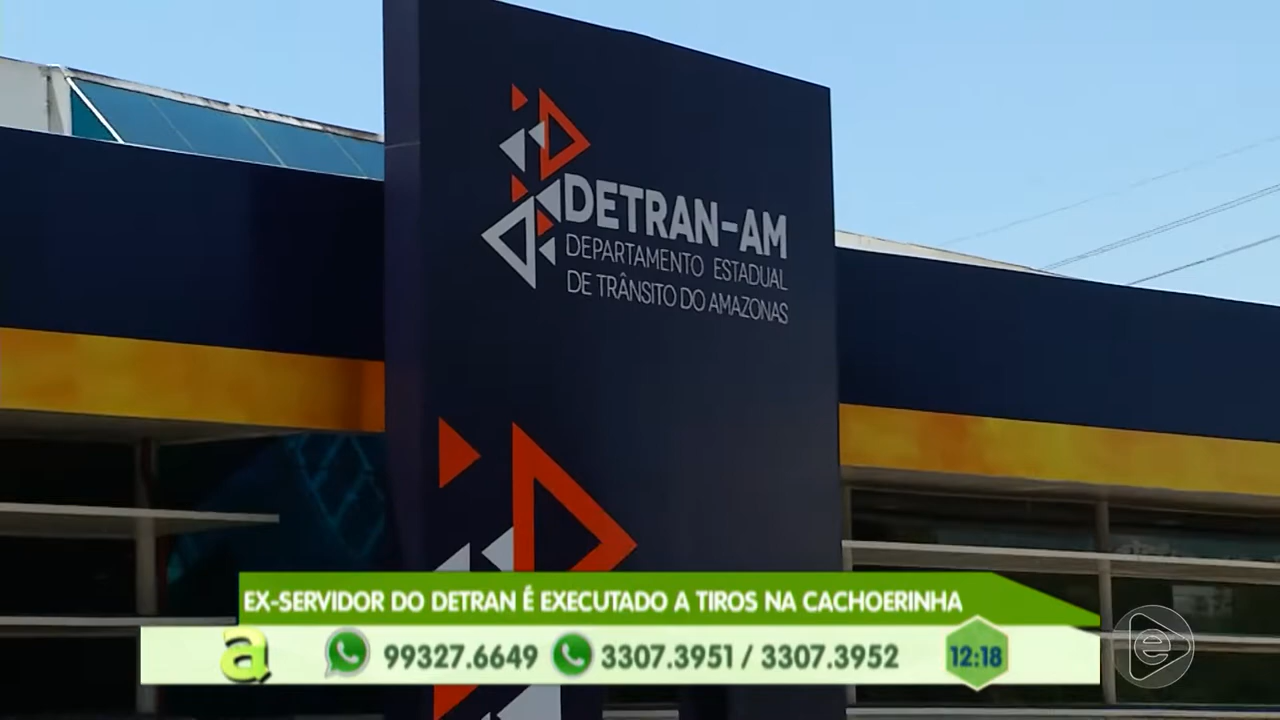 DETRAN-AM
DEPARTAMENTO ESTADUAL
DE TRÂNSITO DO AMAZONAS
EX-SERVIDOR DO DETRAN É EXECUTADO A TIROS NA CACHOERINHA
a 99327.6649 3307.3951 / 3307.3952 12:18
e